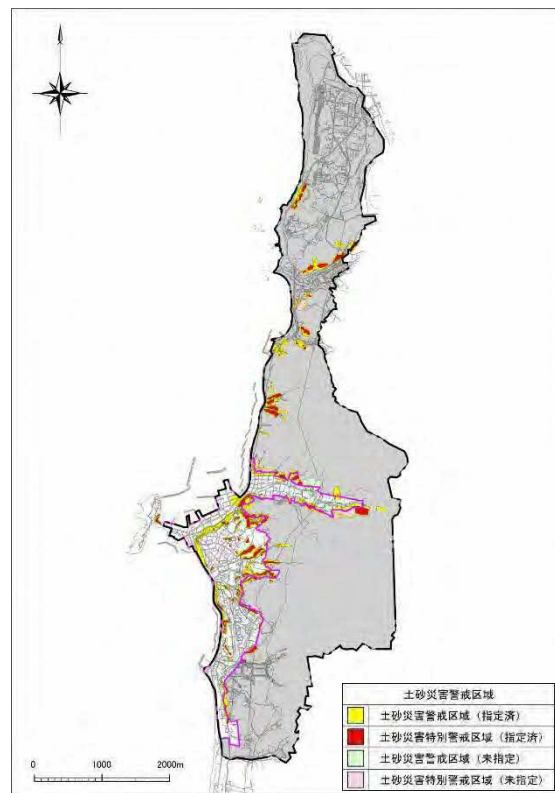 土砂災害警戒区域
土砂災害警戒区域（指定済）
土砂災害特別警戒区域（指定済）
土砂災害警戒区域（未指定）
土砂災害特別警戒区域（未指定）
0 1000 2000m